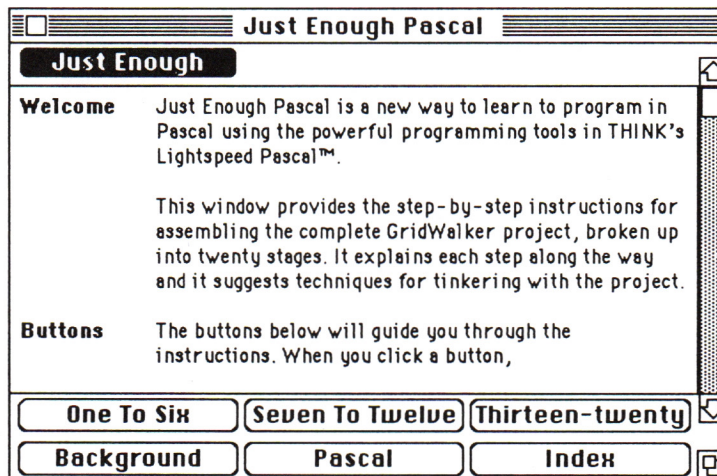 Just Enough Pascal
Just Enough
Welcome Just Enough Pascal is a new way to learn to program in
Pascal using the powerful programming tools in THINK's
Lightspeed Pascal™.
This window provides the step-by-step instructions for
assembling the complete GridWalker project, broken up
into twenty stages. It explains each step along the way
and it suggests techniques for tinkering with the project.
Buttons The buttons below will guide you through the
instructions. When you click a button,
One To Six Seven To Twelve Thirteen-twenty
Background Pascal Index